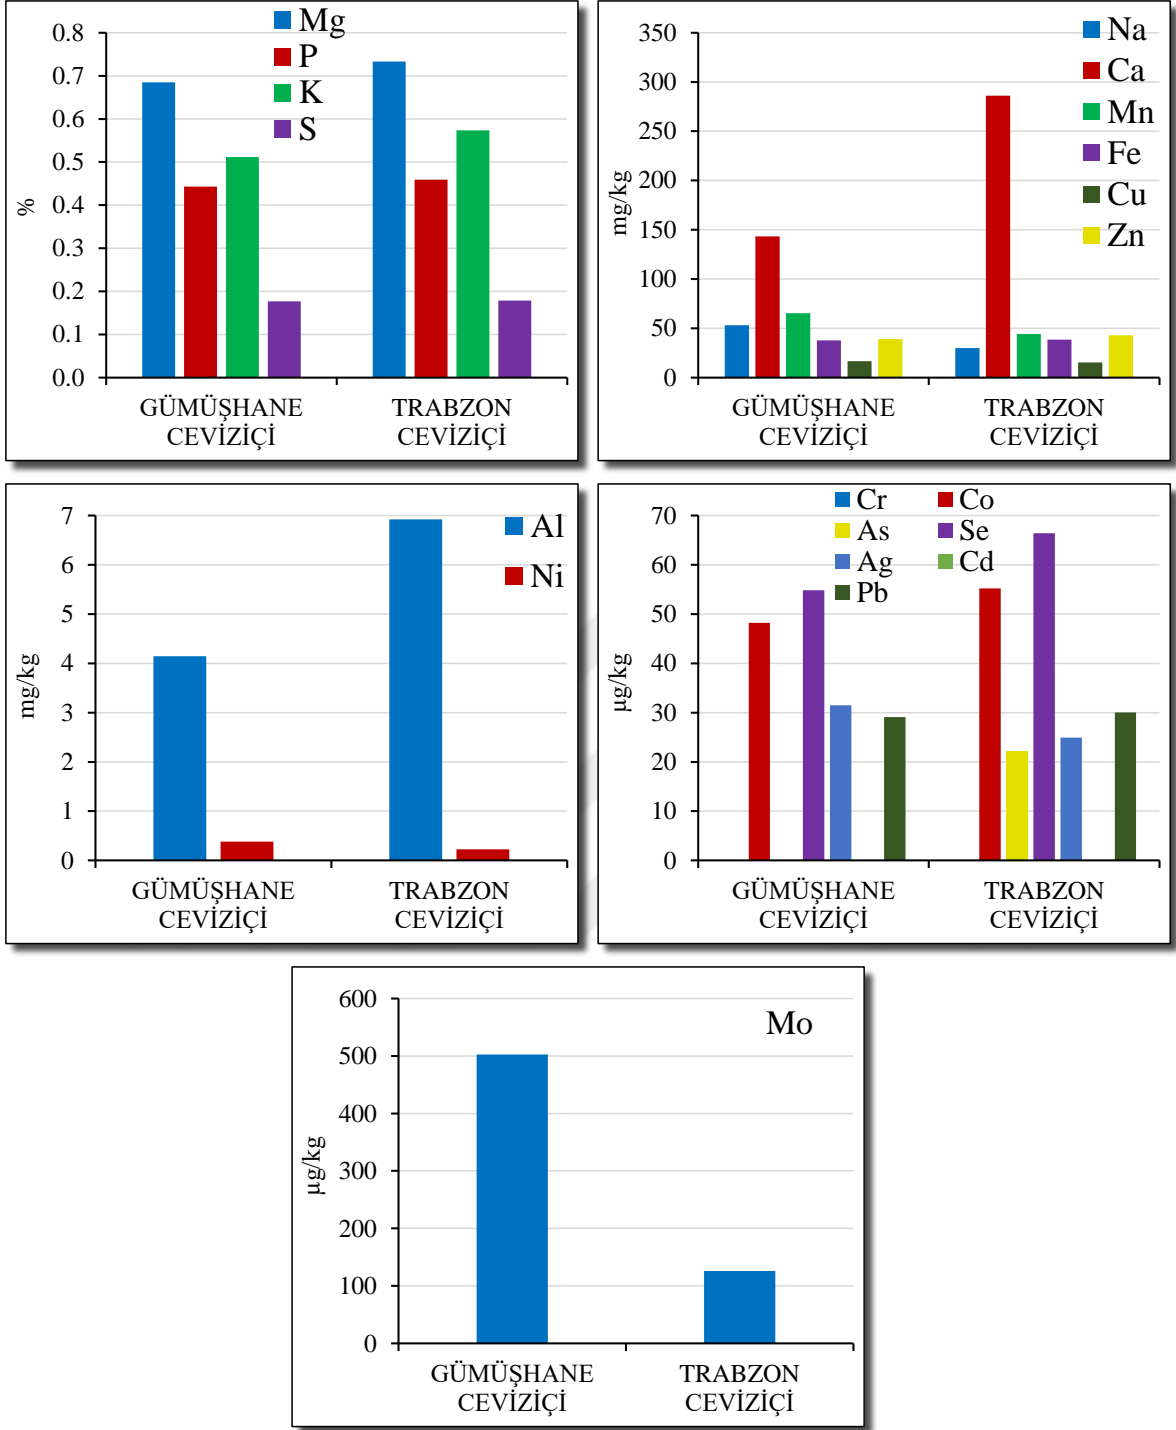 Mg
P
K
S
0.8
0.7
0.6
0.5
0.4
0.3
0.2
0.1
0.0
%
GÜMÜŞHANE
CEVİZİÇİ
TRABZON
CEVİZİÇİ
Na
Ca
Mn
Fe
Cu
Zn
350
300
250
200
150
100
50
0
mg/kg
GÜMÜŞHANE
CEVİZİÇİ
TRABZON
CEVİZİÇİ
Al
Ni
7
6
5
4
3
2
1
0
mg/kg
GÜMÜŞHANE
CEVİZİÇİ
TRABZON
CEVİZİÇİ
Cr Co
As Se
Ag Cd
Pb
70
60
50
40
30
20
10
0
µg/kg
GÜMÜŞHANE
CEVİZİÇİ
TRABZON
CEVİZİÇİ
Mo
600
500
400
300
200
100
0
µg/kg
GÜMÜŞHANE
CEVİZİÇİ
TRABZON
CEVİZİÇİ